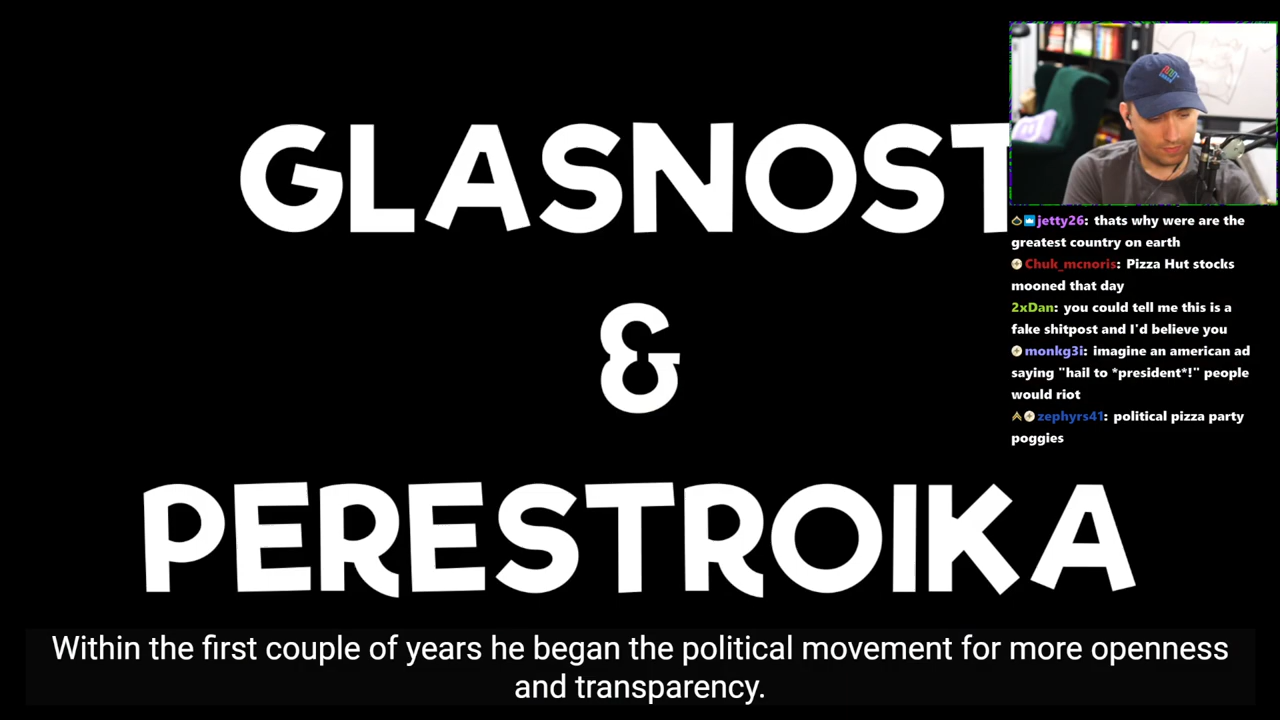 GLASNOST
&
PERESTROIKA
jetty26: thats why were are the
greatest country on earth
Chuk_mcnoris: Pizza Hut stocks
mooned that day
2xDan: you could tell me this is a
fake shitpost and I'd believe you
monkg3i: imagine an american ad
saying "hail to *president*!" people
would riot
zephyrs41: political pizza party
poggies
Within the first couple of years he began the political movement for more openness
and transparency.